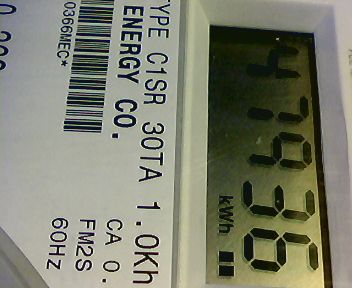 TYPE C1SR 30TA 1.0Kh
ENERGY CO. CA 0.
FM2S
60HZ
0366MEC*
47936
kWh